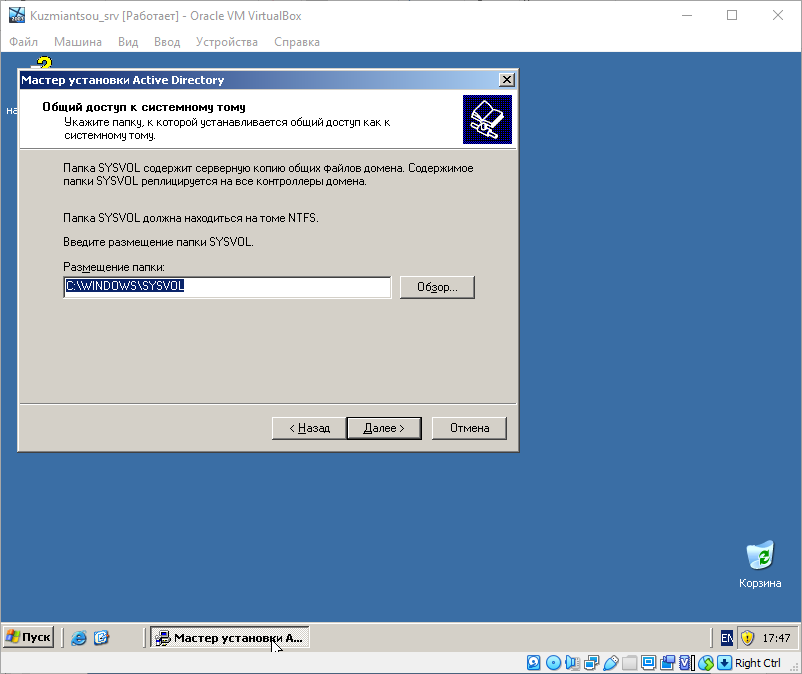 Kuzmiantsou_srv [Работает] - Oracle VM VirtualBox
Файл Машина Вид Ввод Устройства Справка
на
Мастер установки Active Directory
Общий доступ к системному тому
Укажите папку, к которой устанавливается общий доступ как к
системному тому.
Папка SYSVOL содержит серверную копию общих файлов домена. Содержимое
папки SYSVOL реплицируется на все контроллеры домена.
Папка SYSVOL должна находиться на томе NTFS.
Введите размещение папки SYSVOL.
Размещение папки:
C:\WINDOWS\SYSVOL
Обзор...
< Назад Далее > Отмена
Корзина
Пуск Мастер установки A... EN 17:47
Right Ctrl